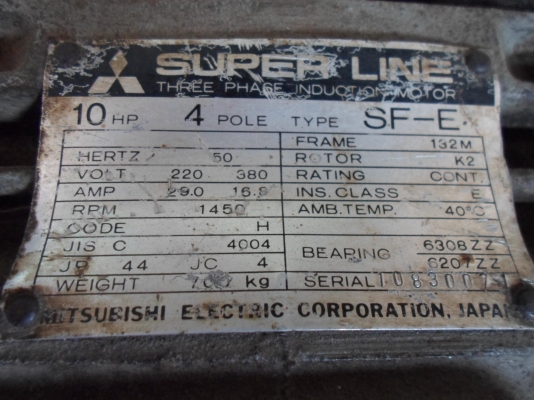 SUPER LINE
THREE PHASE INDUCTION MOTOR
10 HP 4 POLE TYPE SF-E
FRAME 132M
HERTZ 50 ROTOR K2
VOLT 220 380 RATING CONT.
AMP 29.0 16.8 INS. CLASS E
RPM 1450 AMB. TEMP. 40°C
CODE H
JIS C 4004 BEARING 6308ZZ
JP 44 JC 4 6207ZZ
WEIGHT kg SERIAL
MITSUBISHI ELECTRIC CORPORATION, JAPAN